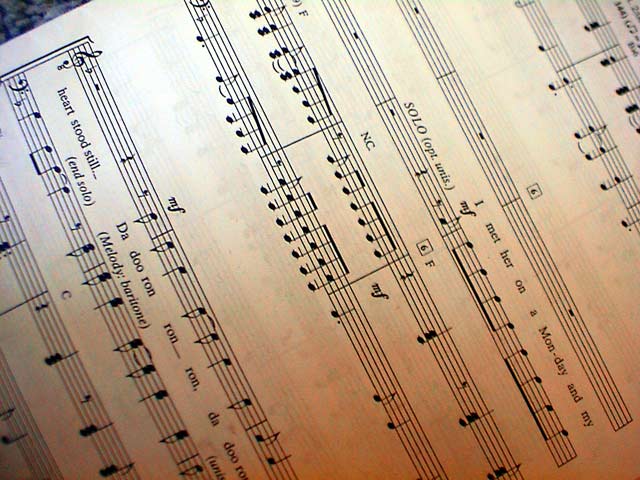 6
SOLO (opt. unis.)
mf
I met her on a Mon-day and my
6
F
NC
F
mf
mf
heart stood still...
(end solo)
Da doo ron ron ron, da doo ro
(Melody: baritone)
(unis
C